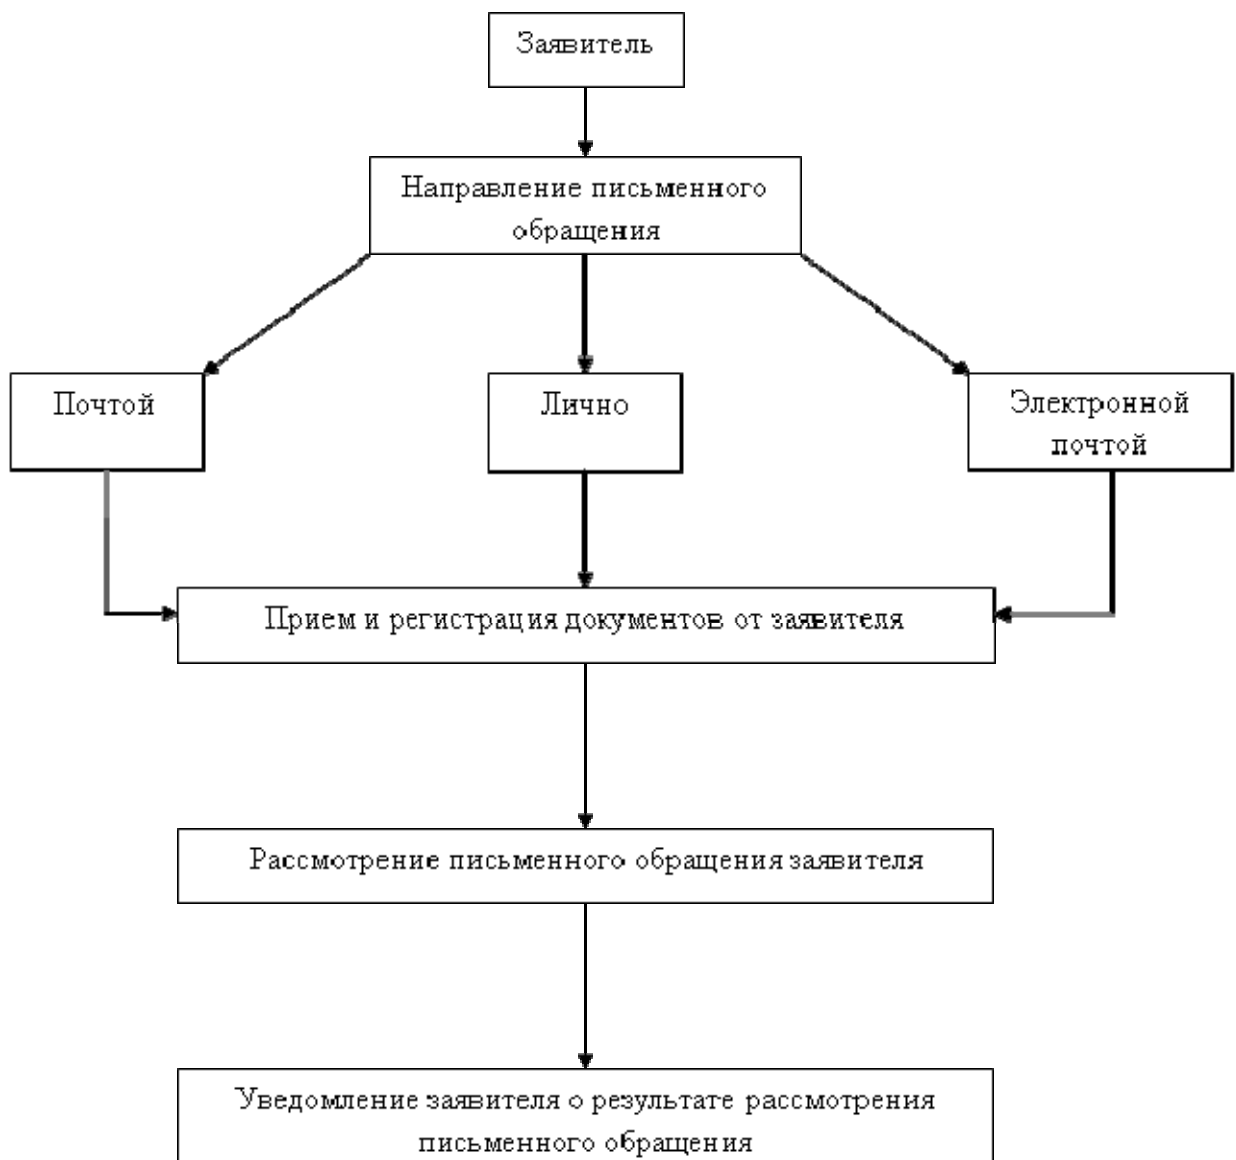 Заявитель
Направление письменного
обращения
Почтой
Лично
Электронной
почтой
Прием и регистрация документов от заявителя
Рассмотрение письменного обращения заявителя
Уведомление заявителя о результате рассмотрения
письменного обращения